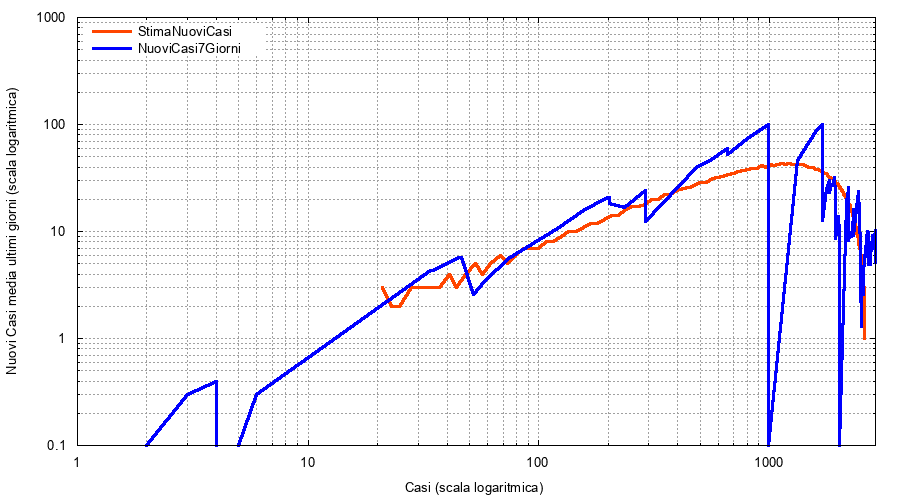 1000
StimaNuoviCasi
NuoviCasi7Giorni
100
Nuovi Casi media ultimi giorni (scala logaritmica)
10
1
0.1
1
10
100
1000
Casi (scala logaritmica)